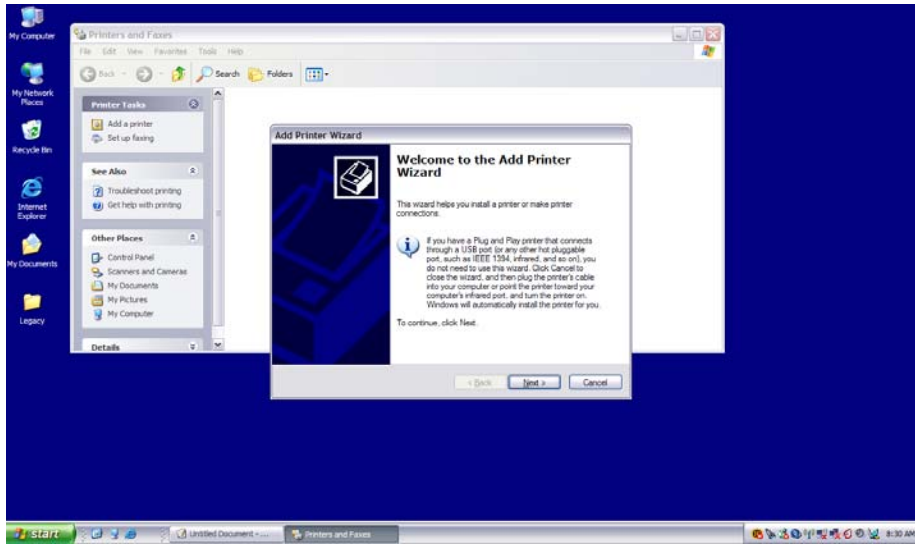 My Computer
My Network
Places
Recycle Bin
Internet
Explorer
My Documents
Legacy
Printers and Faxes
File Edit View Favorites Tools Help
Back
Search
Folders
Printer Tasks
Add a printer
Set up faxing
See Also
Troubleshoot printing
Get help with printing
Other Places
Control Panel
Scanners and Cameras
My Documents
My Pictures
My Computer
Details
Add Printer Wizard
Welcome to the Add Printer
Wizard
This wizard helps you install a printer or make printer
connections.
If you have a Plug and Play printer that connects
through a USB port (or any other hot pluggable
port, such as IEEE 1394, infrared, and so on), you
do not need to use this wizard. Click Cancel to
close the wizard, and then plug the printer's cable
into your computer or point the printer toward your
computer's infrared port, and turn the printer on.
Windows will automatically install the printer for you.
To continue, click Next.
< Back
Next >
Cancel
start
Untitled Document - ...
Printers and Faxes
8:30 AM